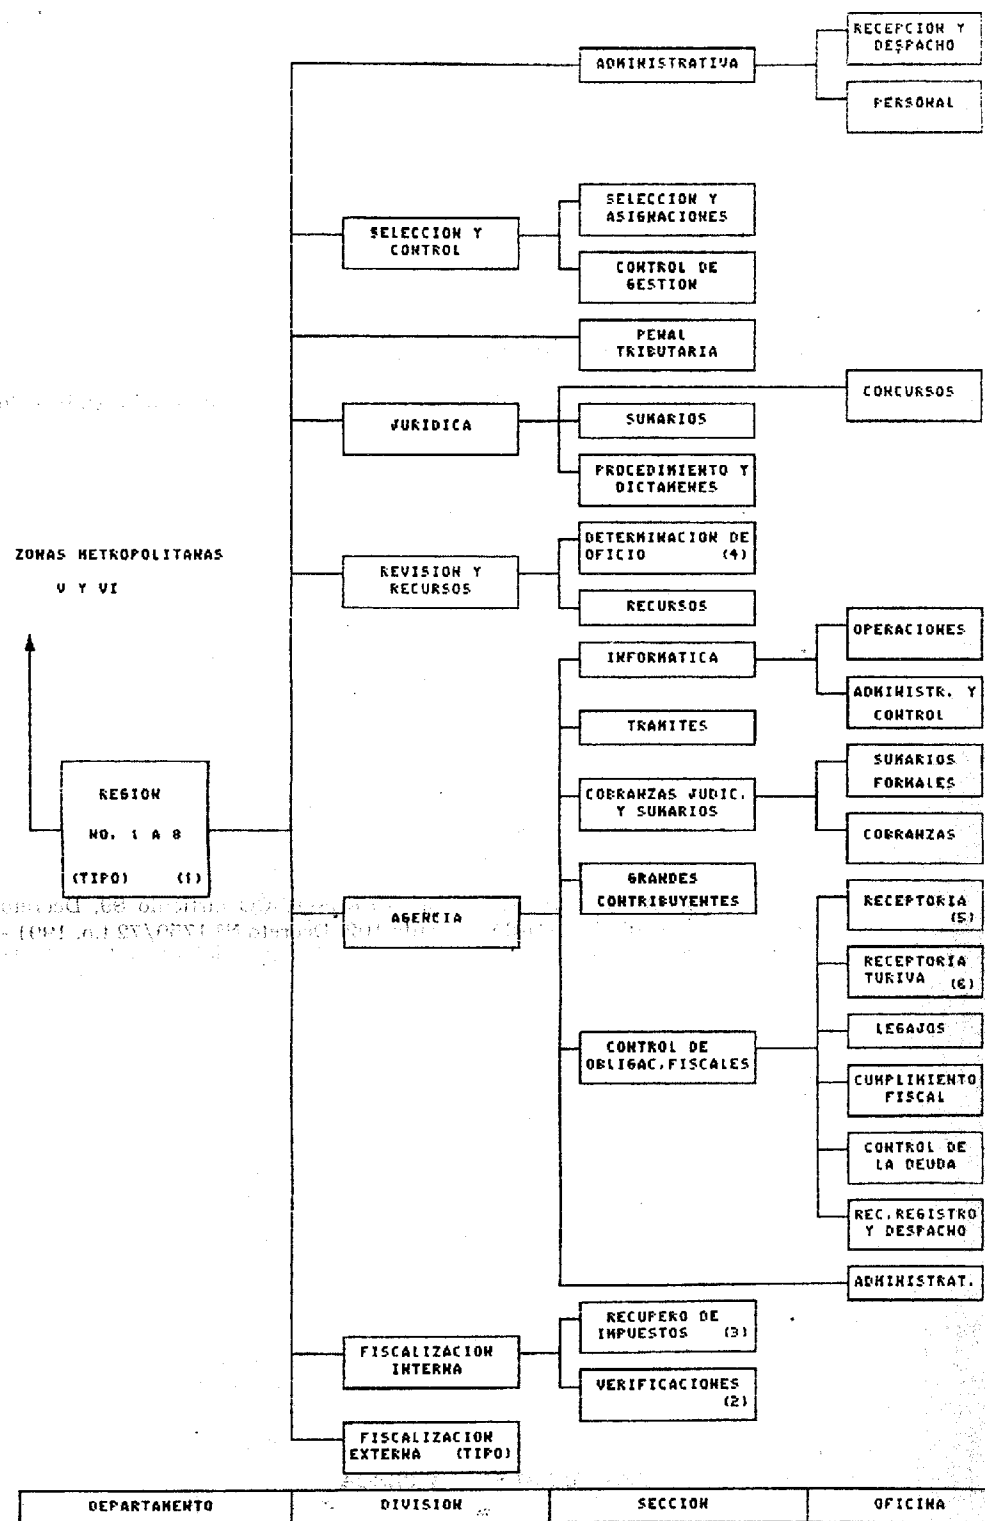 RECEPCION Y
DESPACHO
ADMINISTRATIVA
PERSONAL
SELECCION Y
ASIGNACIONES
SELECCION Y
CONTROL
CONTROL DE
GESTION
PENAL
TRIBUTARIA
CONCURSOS
JURIDICA
SUMARIOS
PROCEDIMIENTO Y
DICTAMENES
DETERMINACION DE
OFICIO (4)
ZONAS METROPOLITANAS
V Y VI
REVISION Y
RECURSOS
RECURSOS
OPERACIONES
INFORMATICA
ADMINISTR. Y
CONTROL
TRAMITES
SUMARIOS
FORMALES
REGION
NO. 1 A 8
(TIPO) (1)
COBRANZAS JUDIC.
Y SUMARIOS
COBRANZAS
GRANDES
CONTRIBUYENTES
RECEPTORIA
(5)
AGENCIA
RECEPTORIA
TURIVA (6)
LEGAJOS
CONTROL DE
OBLIGAC.FISCALES
CUMPLIMIENTO
FISCAL
CONTROL DE
LA DEUDA
REC.REGISTRO
Y DESPACHO
ADMINISTRAT.
RECUPERO DE
IMPUESTOS (3)
FISCALIZACION
INTERNA
VERIFICACIONES
(2)
FISCALIZACION
EXTERNA (TIPO)
DEPARTAMENTO DIVISION SECCION OFICINA